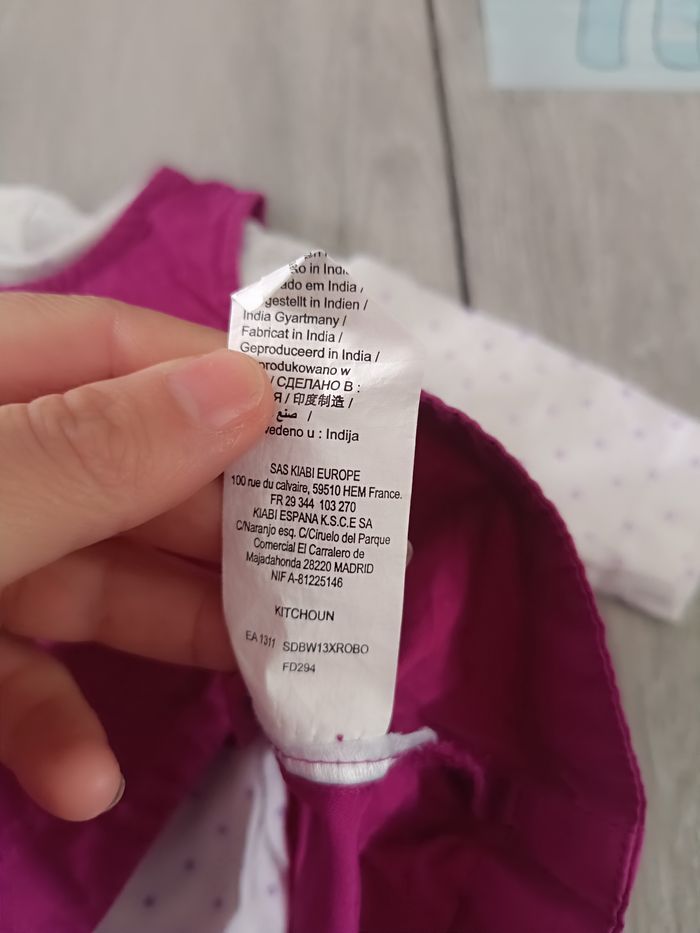 in India
ado em India /
gestellt in Indien /
India Gyartmany /
Fabricat in India /
Geproduceerd in India /
produkowano w
/ СДЕЛАНО В :
Я / 印度制造 /
صنع /
vedeno u : Indija
SAS KIABI EUROPE
100 rue du calvaire, 59510 HEM France.
FR 29 344 103 270
KIABI ESPANA K.S.C.E SA
C/Naranjo esq. C/Ciruelo del Parque
Comercial El Carralero de
Majadahonda 28220 MADRID
NIF A-81225146
KITCHOUN
EA 1311 SDBW13XROBO
FD294